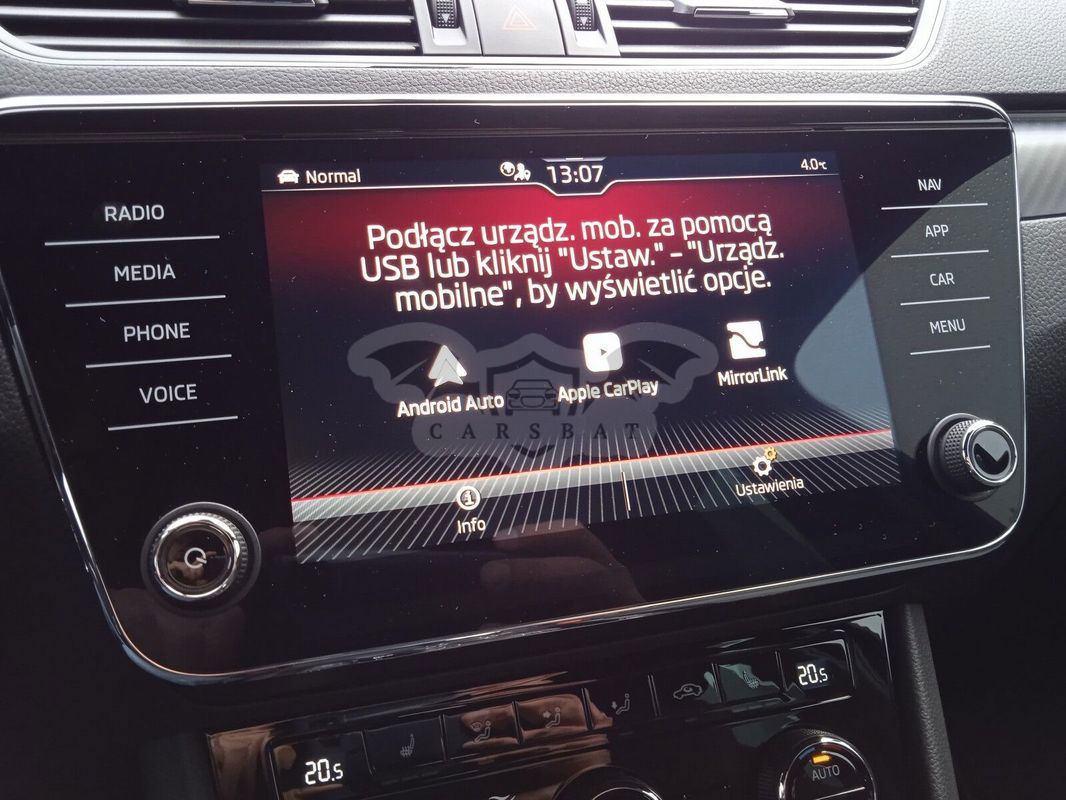 Normal
13:07
4.0°C
RADIO
MEDIA
PHONE
VOICE
Podłącz urządz. mob. za pomocą
USB lub kliknij "Ustaw." - "Urządz.
mobilne", by wyświetlić opcje.
Android Auto
Apple CarPlay
MirrorLink
CARSBAT
Info
Ustawienia
NAV
APP
CAR
MENU
20.5
20.5
AUTO